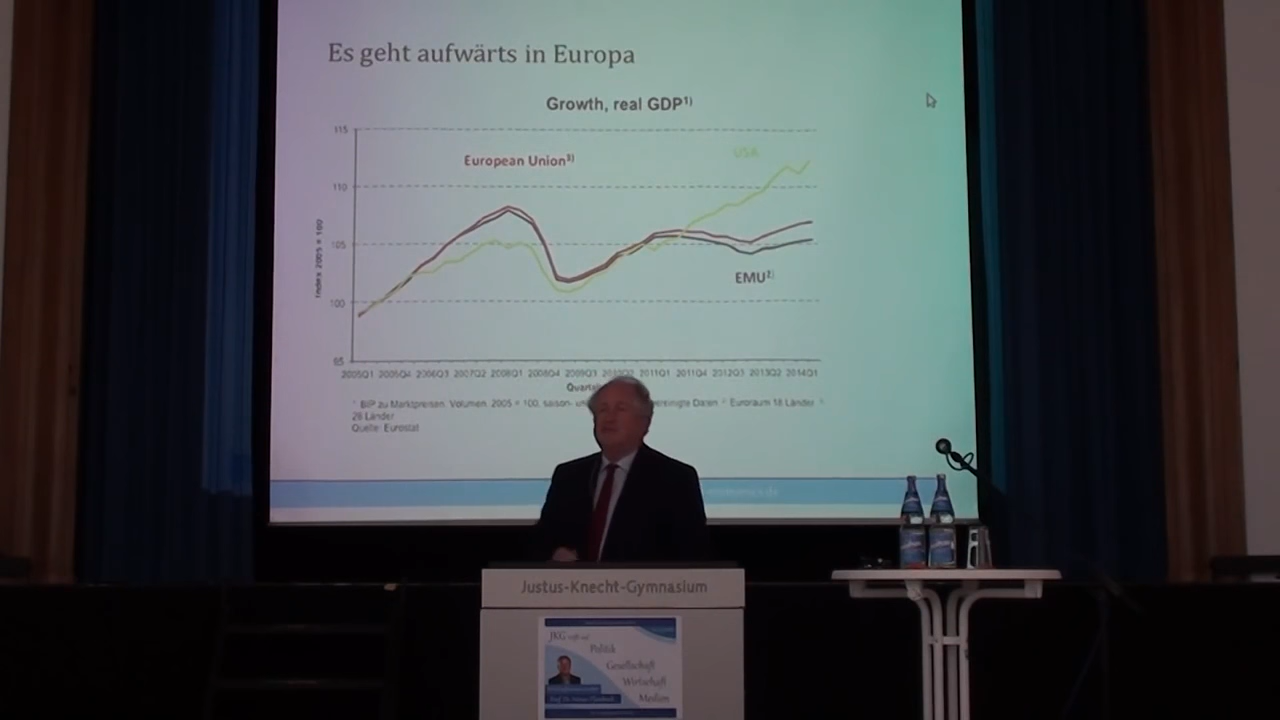 Es geht aufwärts in Europa
Growth, real GDP¹⁾
115
European Union³⁾
USA
110
Index 2005 = 100
105
EMU²⁾
100
95
2005Q1 2005Q4 2006Q3 2007Q2 2008Q1 2008Q4 2009Q3 2010Q2 2011Q1 2011Q4 2012Q3 2013Q2 2014Q1
BIP zu Marktpreisen, Volumen, 2005 = 100, saison- Daten Euroraum 18 Länder
28 Länder
Quelle: Eurostat
Justus-Knecht-Gymnasium
JKG
Politik
Gesellschaft
Wirtschaft
Medien